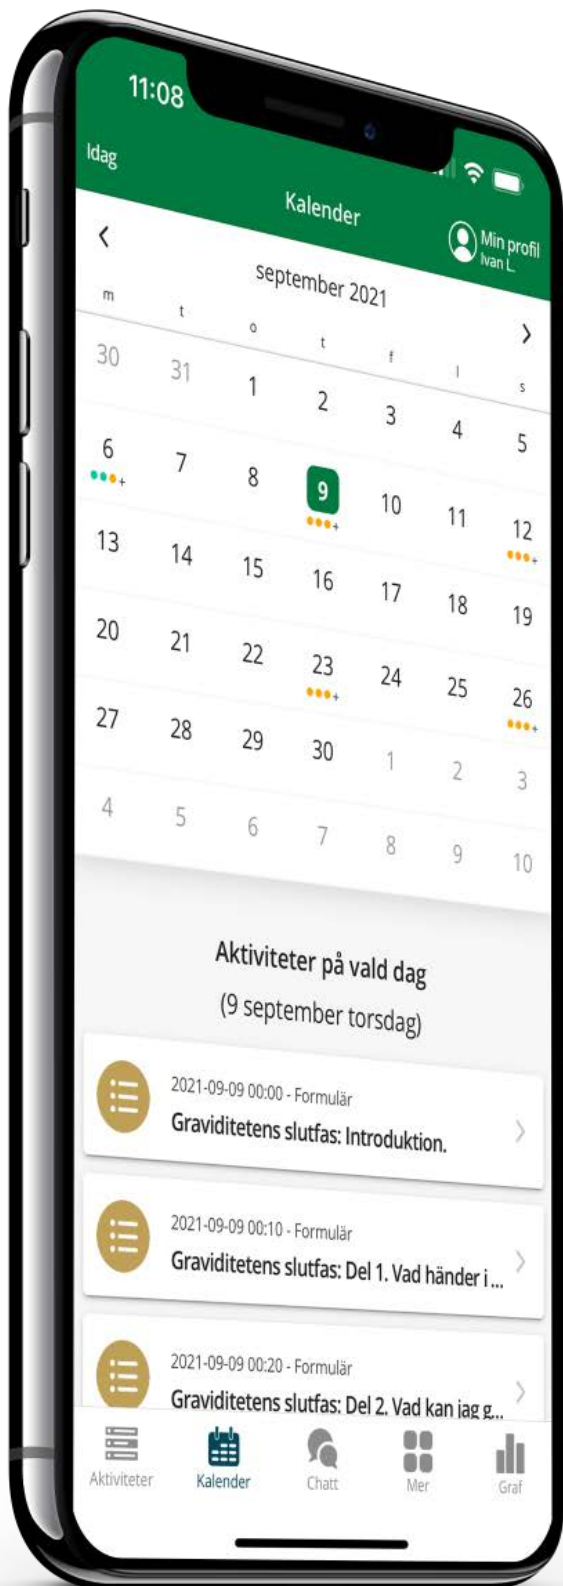 11:08
Idag
Kalender
Min profil
Ivan L.
september 2021
m t o t f l s
30 31 1 2 3 4 5
6 7 8 9 10 11 12
+ + +
13 14 15 16 17 18 19
20 21 22 23 24 25 26
+ +
27 28 29 30 1 2 3
4 5 6 7 8 9 10
Aktiviteter på vald dag
(9 september torsdag)
2021-09-09 00:00 - Formulär
Graviditetens slutfas: Introduktion.
2021-09-09 00:10 - Formulär
Graviditetens slutfas: Del 1. Vad händer i ...
2021-09-09 00:20 - Formulär
Graviditetens slutfas: Del 2. Vad kan jag g...
Aktiviteter Kalender Chatt Mer Graf